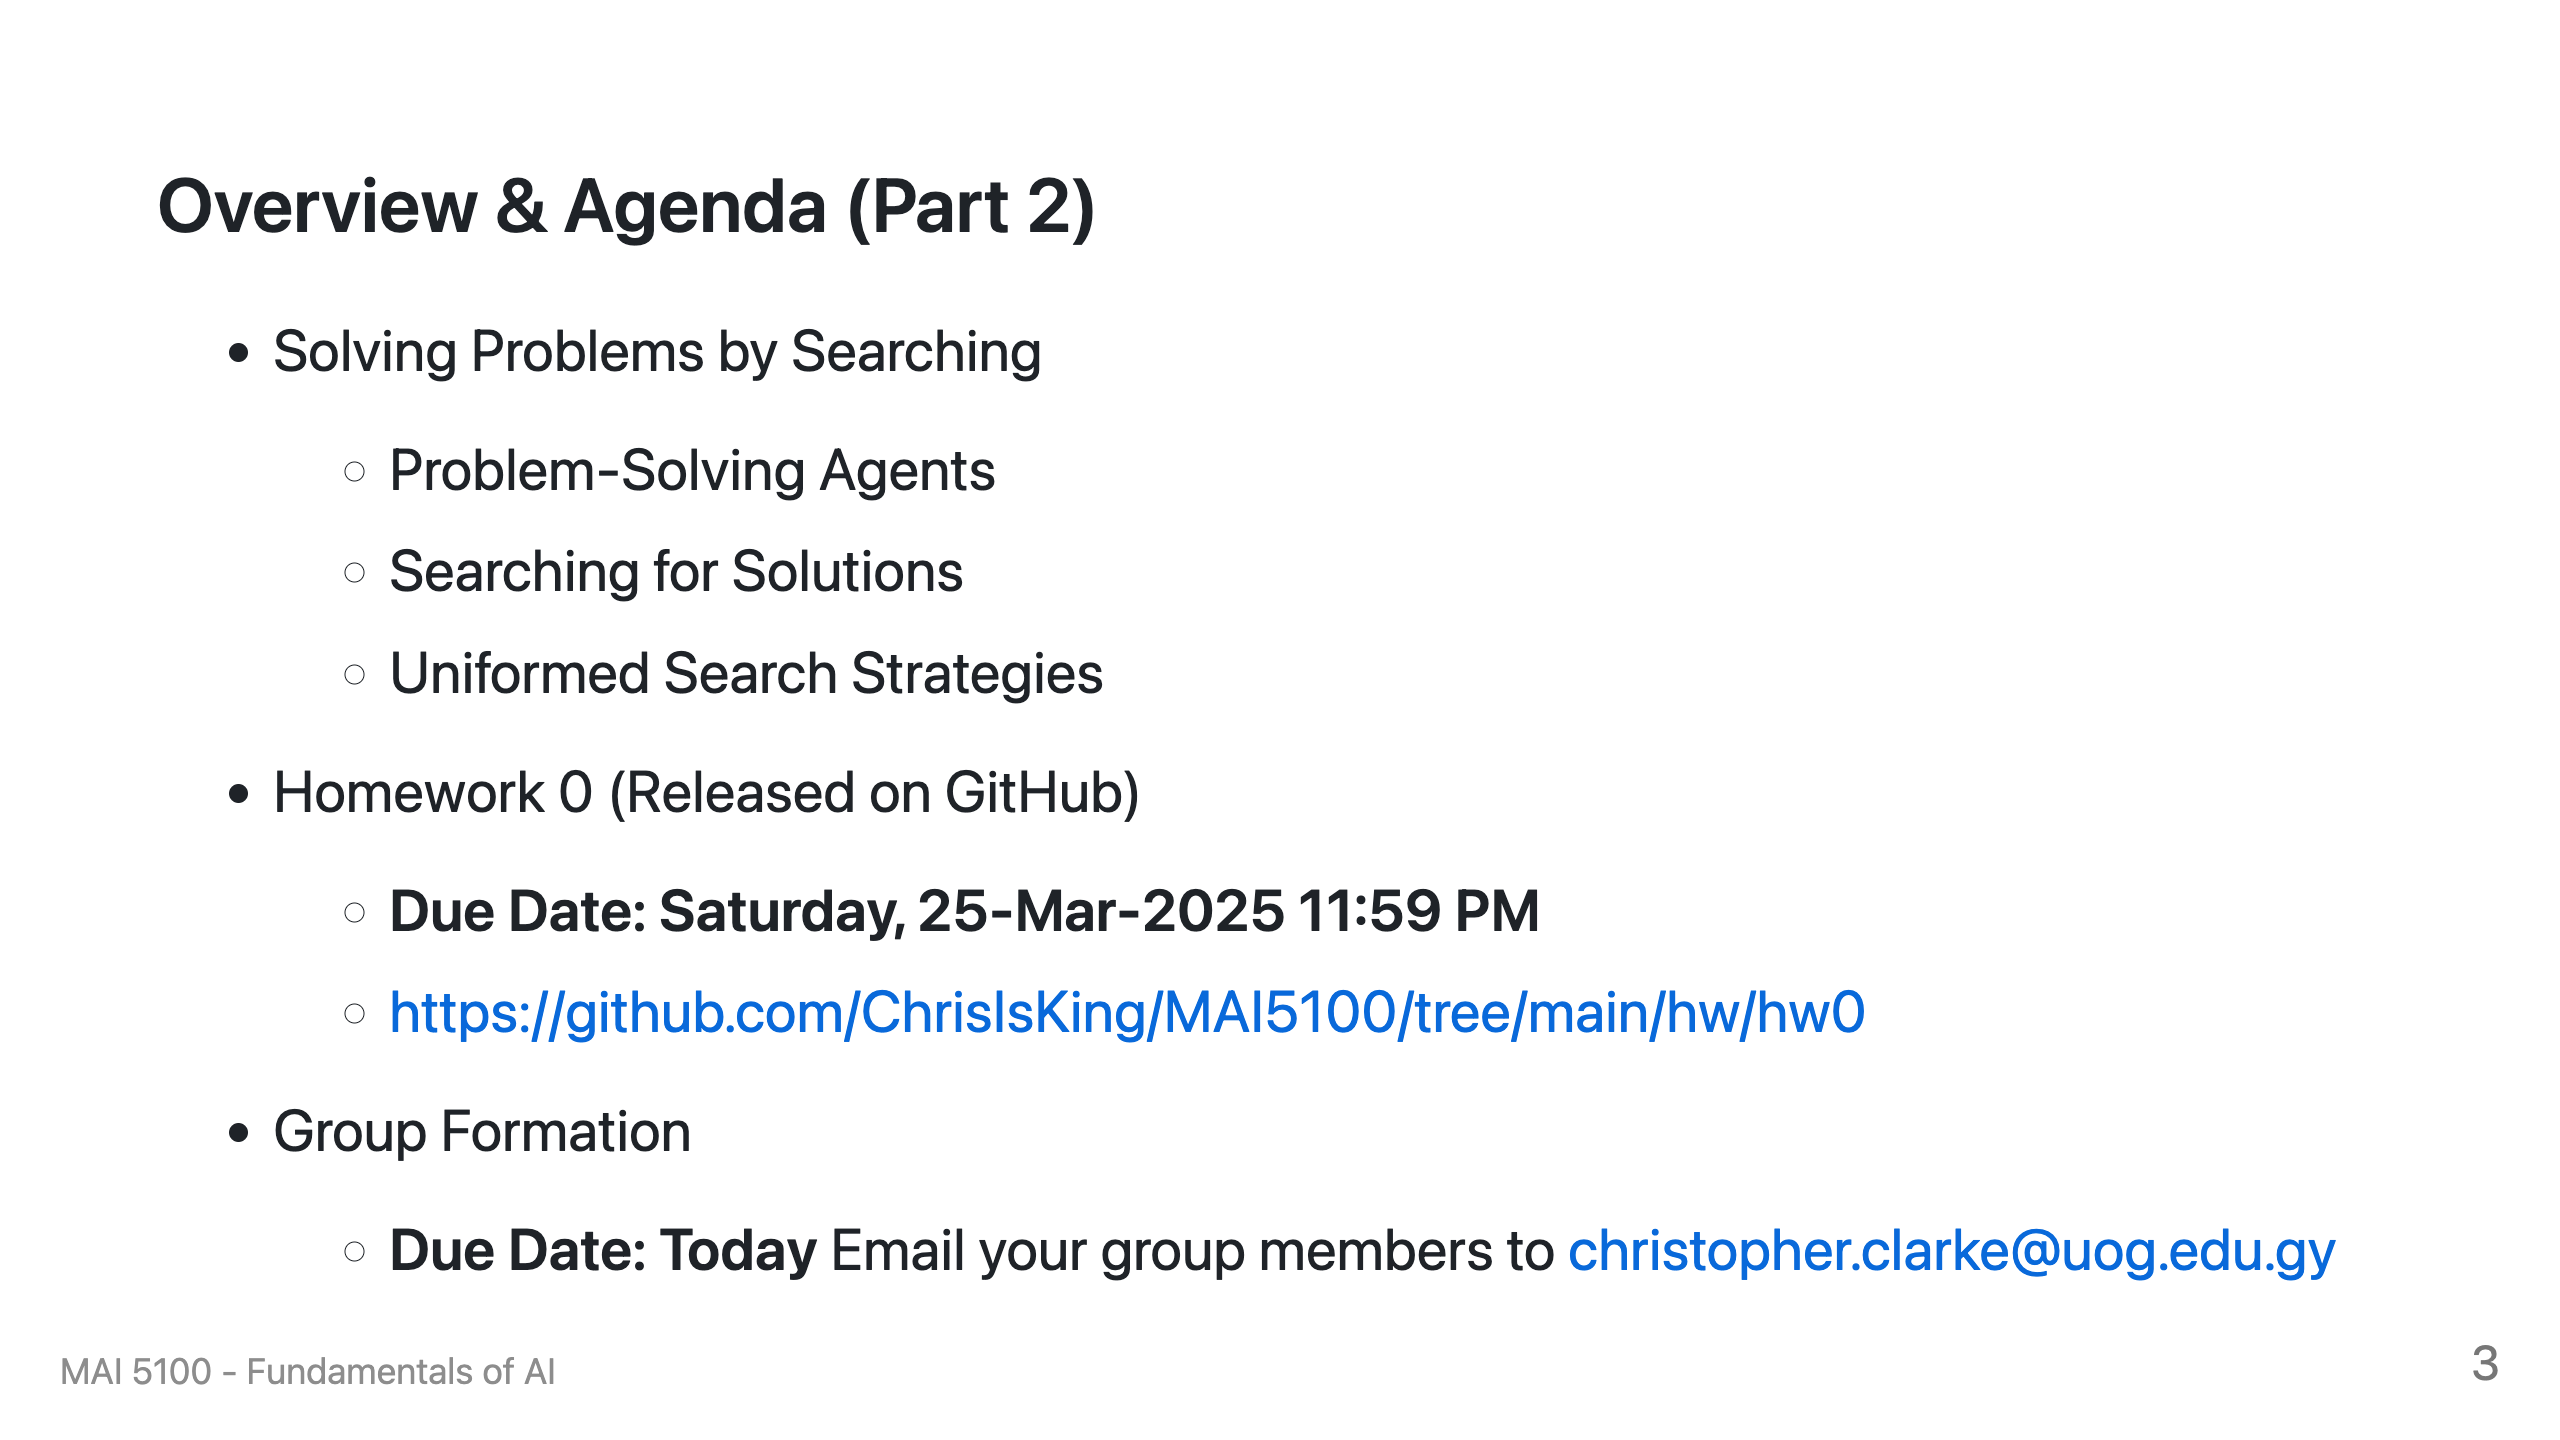 Overview & Agenda (Part 2)
• Solving Problems by Searching
○ Problem-Solving Agents
○ Searching for Solutions
○ Uniformed Search Strategies
• Homework 0 (Released on GitHub)
○ Due Date: Saturday, 25-Mar-2025 11:59 PM
○ https://github.com/ChrisIsKing/MAI5100/tree/main/hw/hw0
• Group Formation
○ Due Date: Today Email your group members to christopher.clarke@uog.edu.gy
MAI 5100 - Fundamentals of AI
3